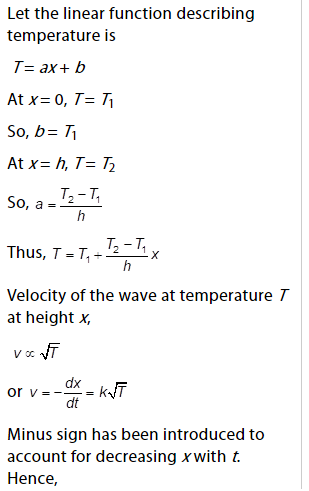 Let the linear function describing
temperature is
T= ax+ b
At x= 0, T= T₁
So, b= T₁
At x= h, T= T₂
So, a = (T₂ – T₁)/h
Thus, T = T₁ + (T₂ – T₁)/h x
Velocity of the wave at temperature T
at height x,
v ∝ √T
or v = – dx/dt = k√T
Minus sign has been introduced to
account for decreasing x with t.
Hence,